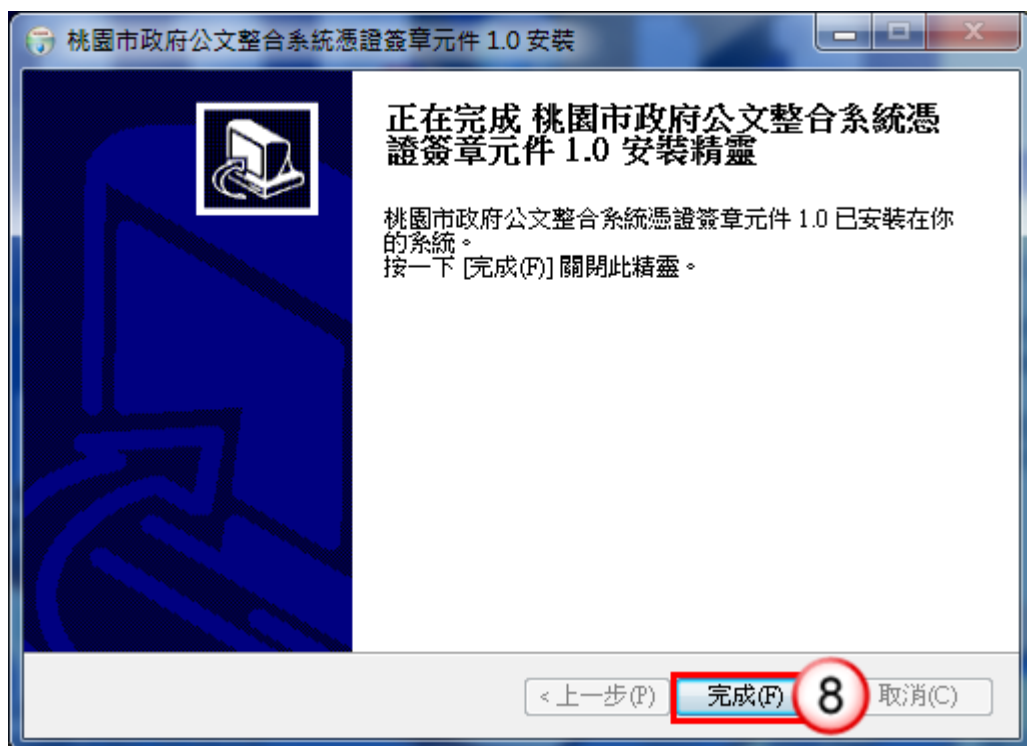 桃園市政府公文整合系統憑證簽章元件 1.0 安裝
正在完成 桃園市政府公文整合系統憑
證簽章元件 1.0 安裝精靈
桃園市政府公文整合系統憑證簽章元件 1.0 已安裝在你
的系統。
按一下 [完成(F)] 關閉此精靈。
< 上一步(P) 完成(F) 8 取消(C)